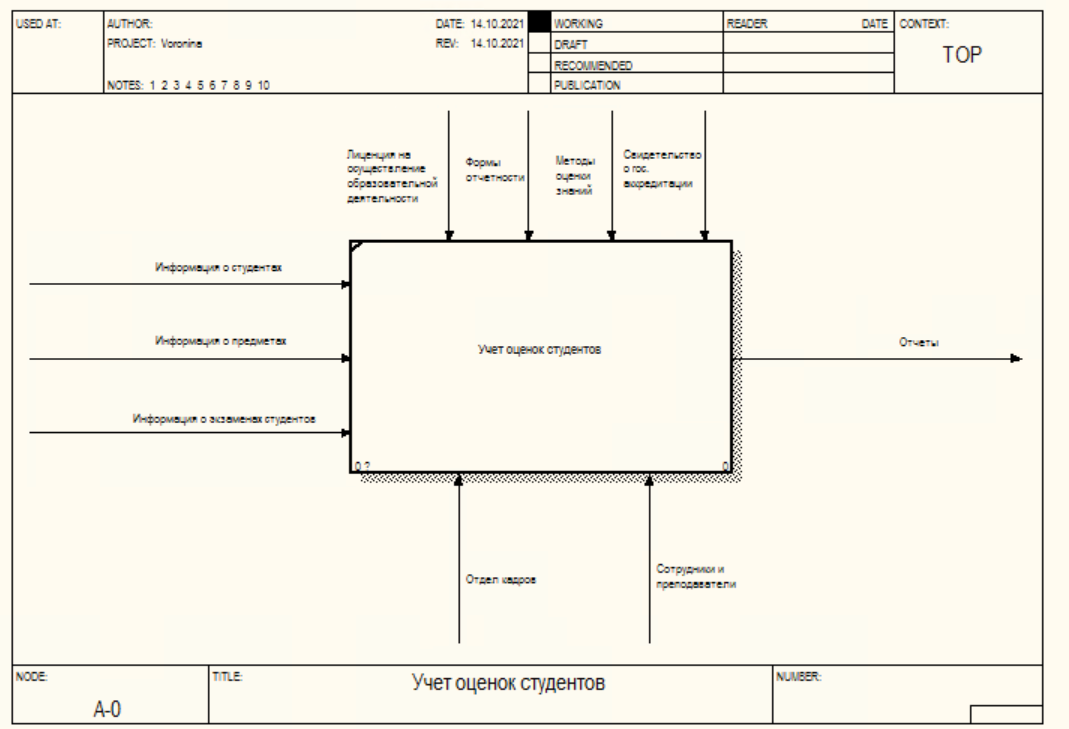 USED AT:
AUTHOR:
DATE: 14.10.2021
WORKING
READER
DATE
CONTEXT:
PROJECT: Voronina
REV: 14.10.2021
DRAFT
TOP
RECOMMENDED
NOTES: 1 2 3 4 5 6 7 8 9 10
PUBLICATION
Лиценция на
осуществление
образовательной
деятельности
Формы
отчетности
Методы
оценки
знаний
Свидетельство
о гос.
аккредитации
Информация о студентах
Информация о предметах
Информация о экзаменах студентов
Учет оценок студентов
Отчеты
0 ?
0
Отдел кадров
Сотрудники и
преподаватели
NODE:
A-0
TITLE:
Учет оценок студентов
NUMBER: